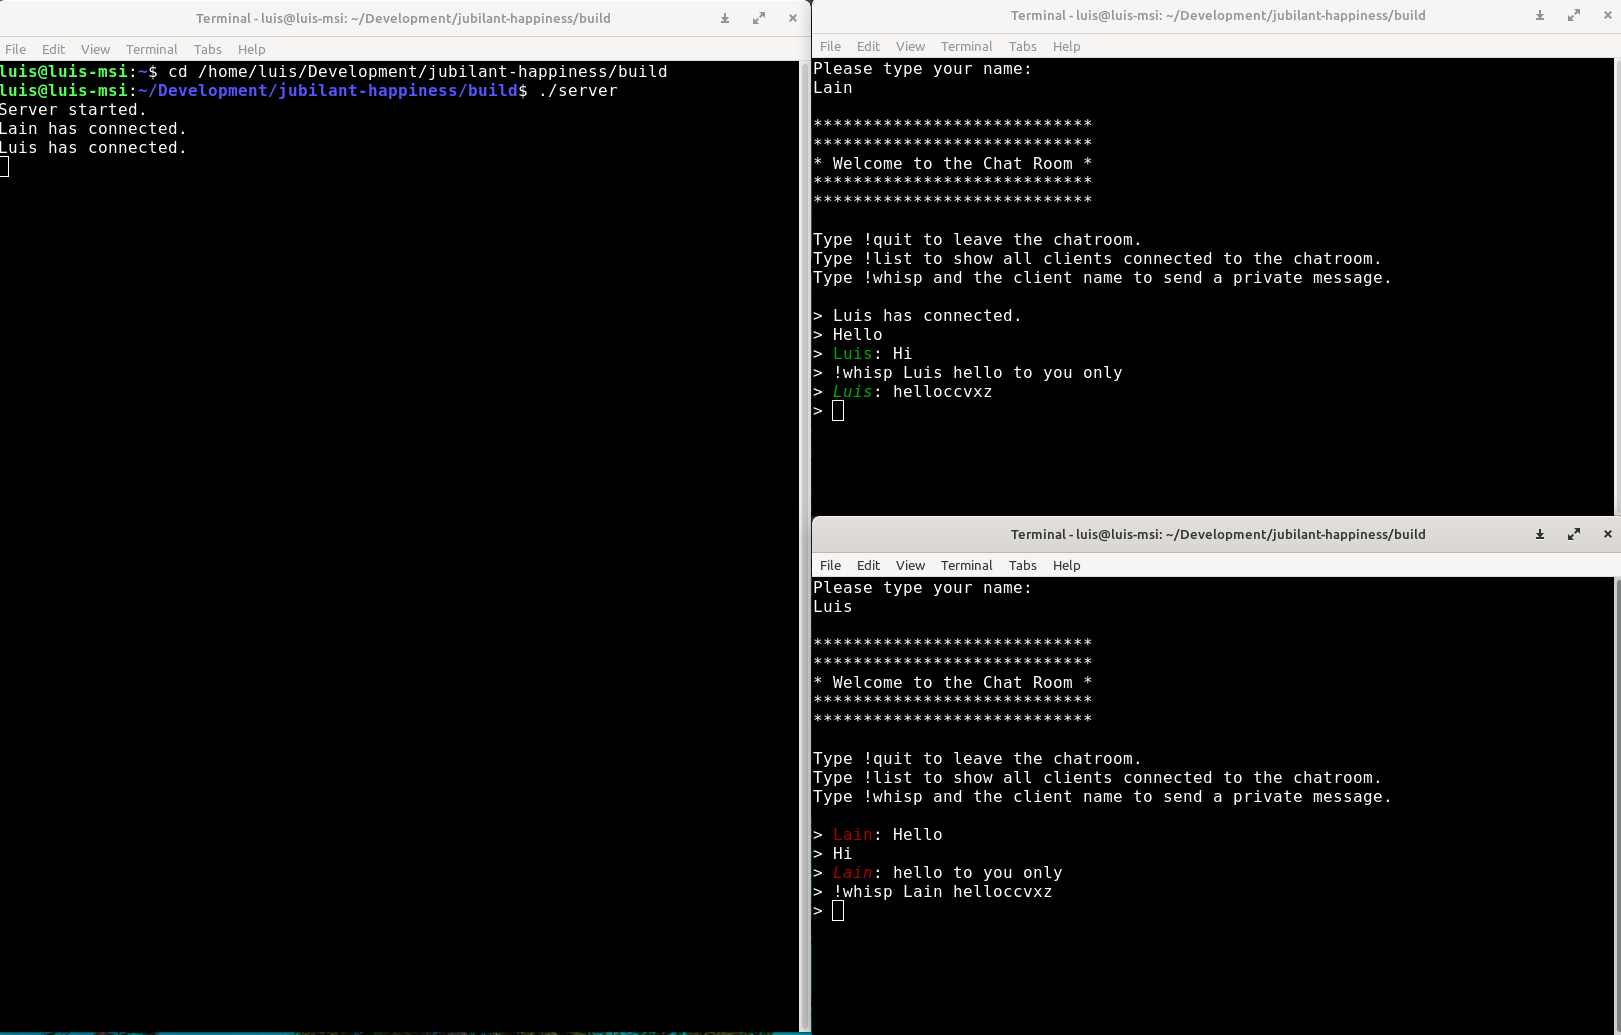 Terminal - luis@luis-msi: ~/Development/jubilant-happiness/build
File Edit View Terminal Tabs Help
luis@luis-msi:~$ cd /home/luis/Development/jubilant-happiness/build
luis@luis-msi:~/Development/jubilant-happiness/build$ ./server
Server started.
Lain has connected.
Luis has connected.
Terminal - luis@luis-msi: ~/Development/jubilant-happiness/build
File Edit View Terminal Tabs Help
Please type your name:
Lain
****************************
****************************
* Welcome to the Chat Room *
****************************
****************************
Type !quit to leave the chatroom.
Type !list to show all clients connected to the chatroom.
Type !whisp and the client name to send a private message.
> Luis has connected.
> Hello
> Luis: Hi
> !whisp Luis hello to you only
> Luis: helloccvxz
>
Terminal - luis@luis-msi: ~/Development/jubilant-happiness/build
File Edit View Terminal Tabs Help
Please type your name:
Luis
****************************
****************************
* Welcome to the Chat Room *
****************************
****************************
Type !quit to leave the chatroom.
Type !list to show all clients connected to the chatroom.
Type !whisp and the client name to send a private message.
> Lain: Hello
> Hi
> Lain: hello to you only
> !whisp Lain helloccvxz
>